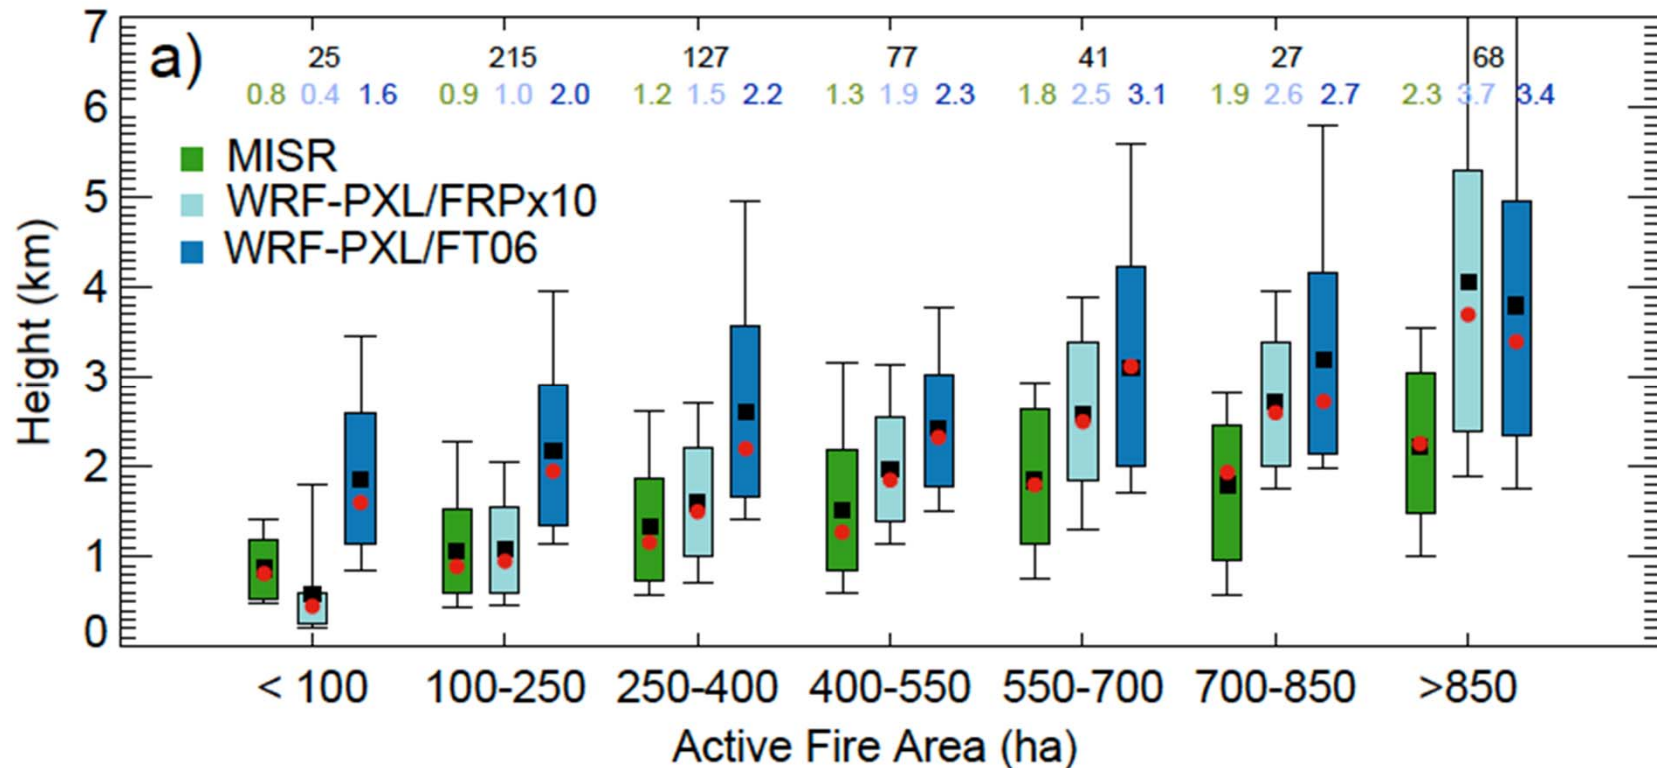 7
a)
25 215 127 77 41 27 68
0.8 0.4 1.6 0.9 1.0 2.0 1.2 1.5 2.2 1.3 1.9 2.3 1.8 2.5 3.1 1.9 2.6 2.7 2.3 3.7 3.4
6
MISR
WRF-PXL/FRPx10
5
WRF-PXL/FT06
4
3
2
1
0
Height (km)
< 100 100-250 250-400 400-550 550-700 700-850 >850
Active Fire Area (ha)